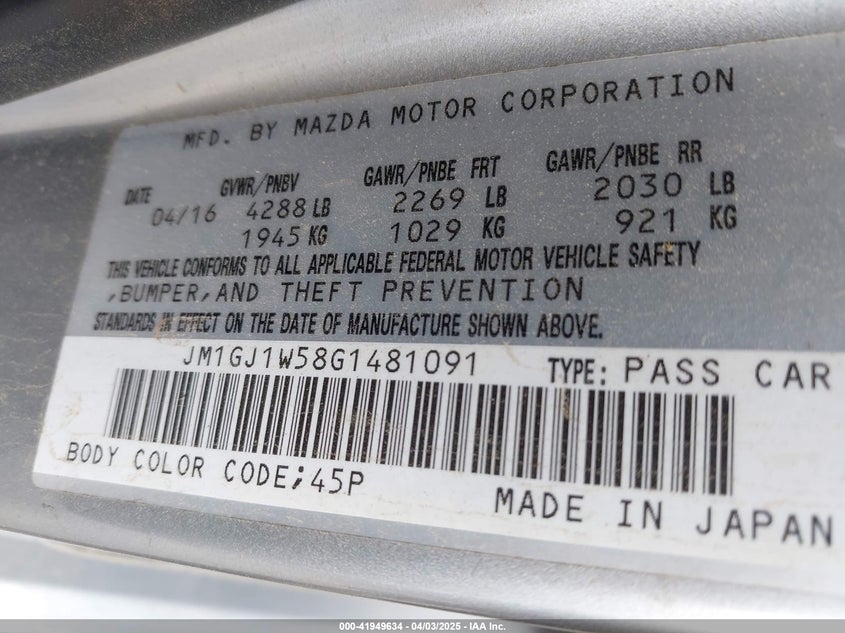 MFD. BY MAZDA MOTOR CORPORATION
DATE GVWR/PNBV GAWR/PNBE FRT GAWR/PNBE RR
04/16 4288 LB 2269 LB 2030 LB
1945 KG 1029 KG 921 KG
THIS VEHICLE CONFORMS TO ALL APPLICABLE FEDERAL MOTOR VEHICLE SAFETY
,BUMPER,AND THEFT PREVENTION
STANDARDS IN EFFECT ON THE DATE OF MANUFACTURE SHOWN ABOVE.
JM1GJ1W58G1481091 TYPE: PASS CAR
BODY COLOR CODE;45P
MADE IN JAPAN
000-41949634 - 04/03/2025 - IAA Inc.